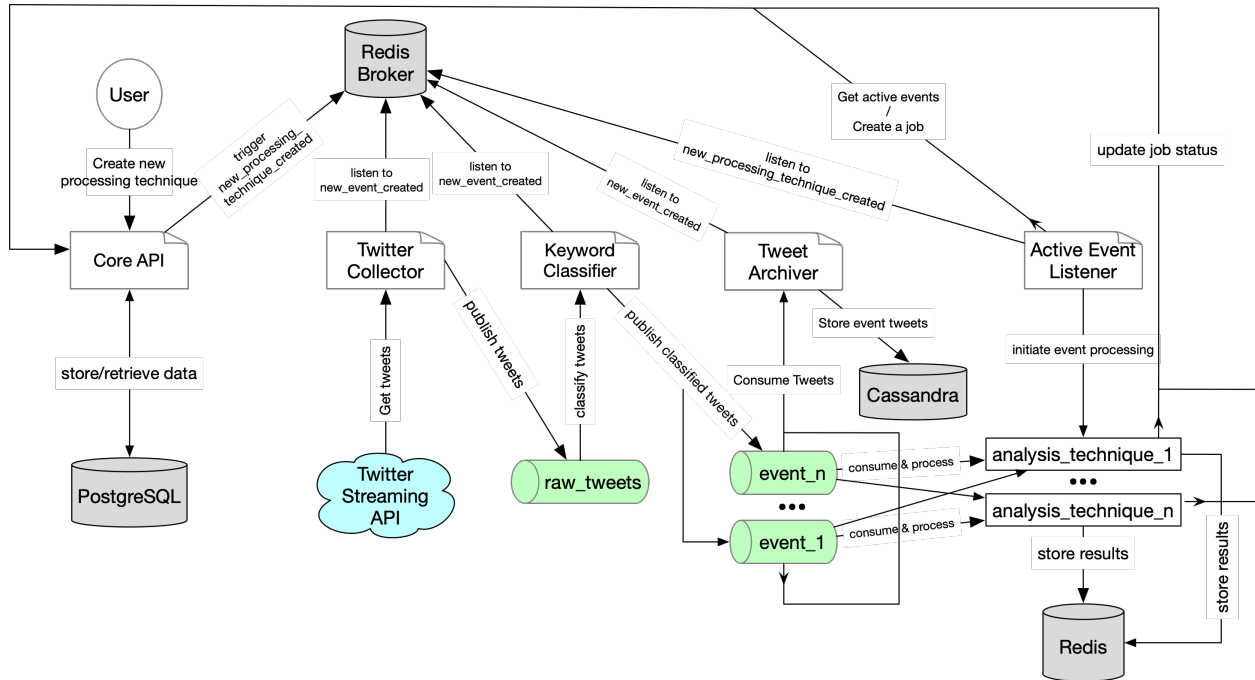 Redis
Broker
User
Get active events
/
Create a job
Create new
processing technique
trigger
new_processing_
technique_created
listen to
new_event_created
listen to
new_event_created
listen to
new_event_created
listen to
new_processing_technique_created
update job status
Core API
Twitter
Collector
Keyword
Classifier
Tweet
Archiver
Active Event
Listener
store/retrieve data
Get tweets
publish tweets
classify tweets
publish classified tweets
Consume Tweets
Store event tweets
initiate event processing
Cassandra
PostgreSQL
Twitter
Streaming
API
raw_tweets
event_n
consume & process
analysis_technique_1
•••
•••
analysis_technique_n
event_1
consume & process
store results
store results
Redis